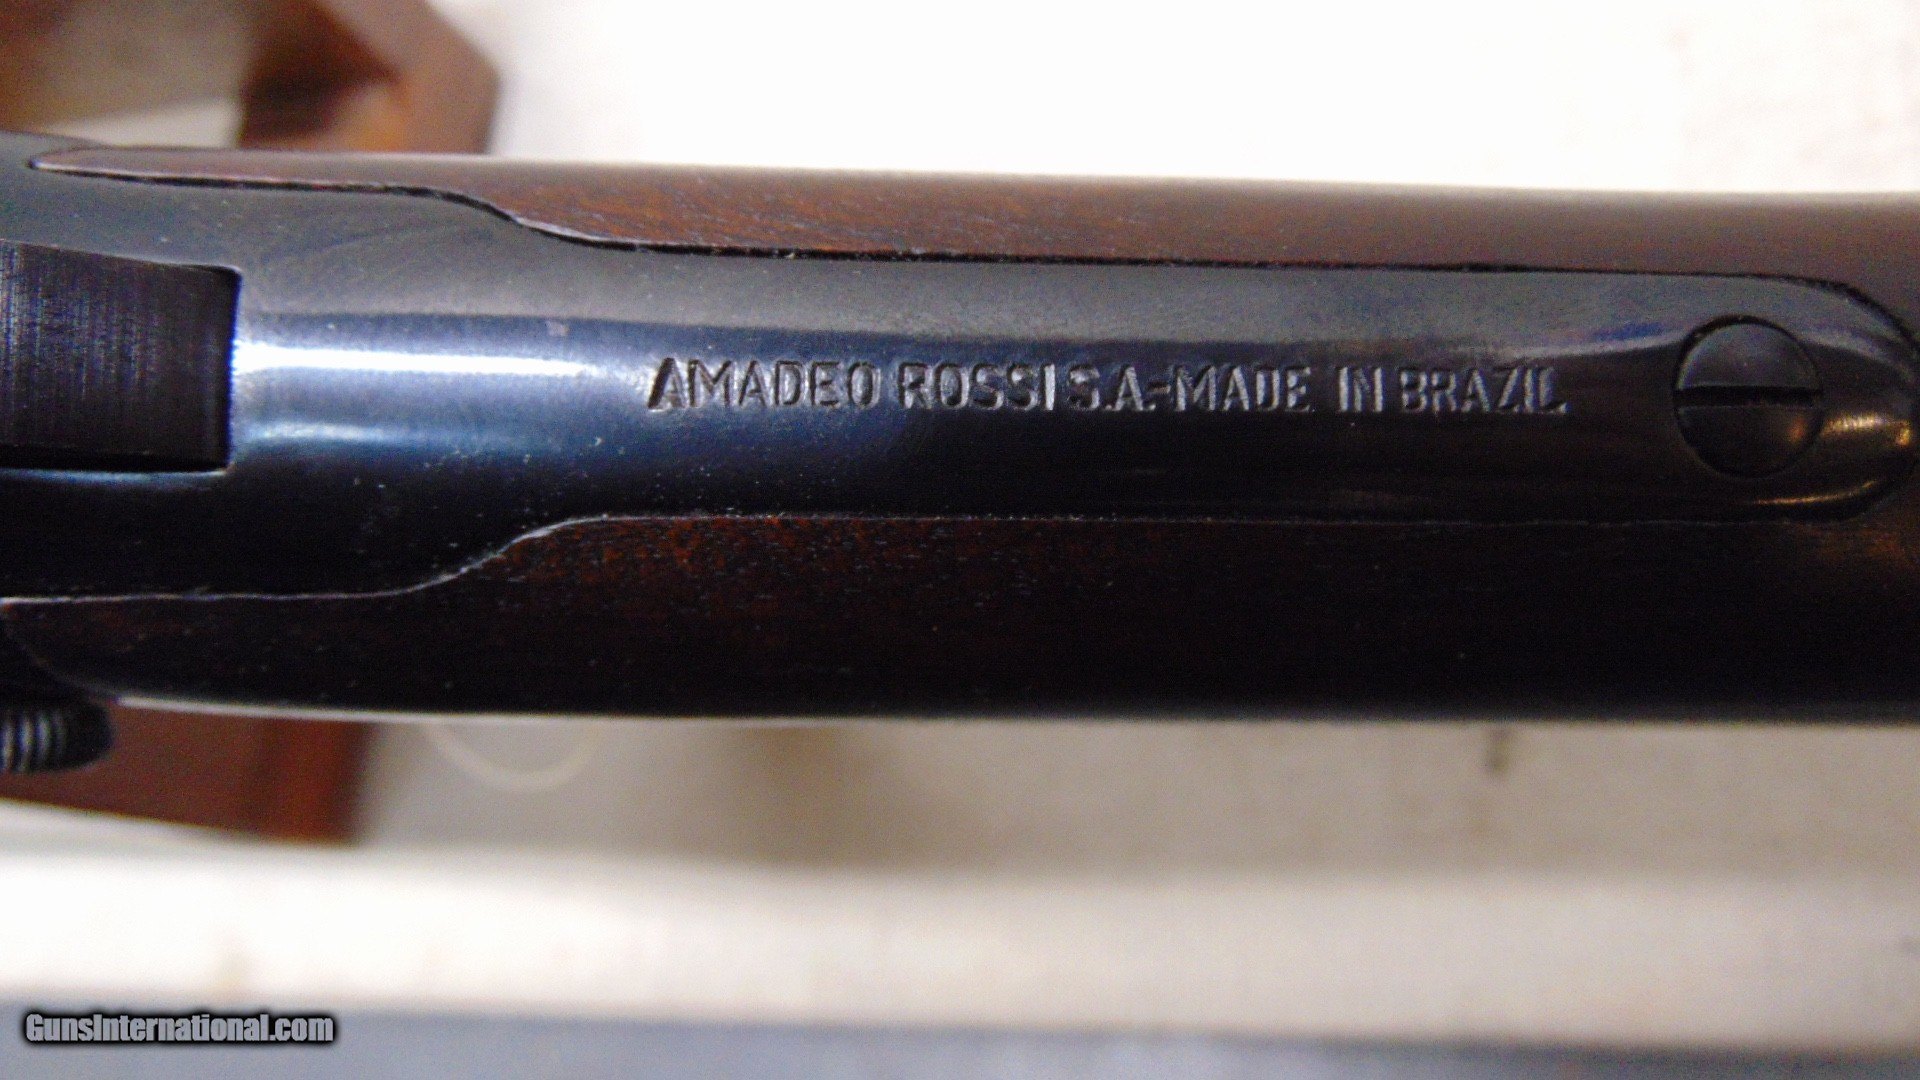 AMADEO ROSSI S.A.-MADE IN BRAZIL
GunsInternational.com